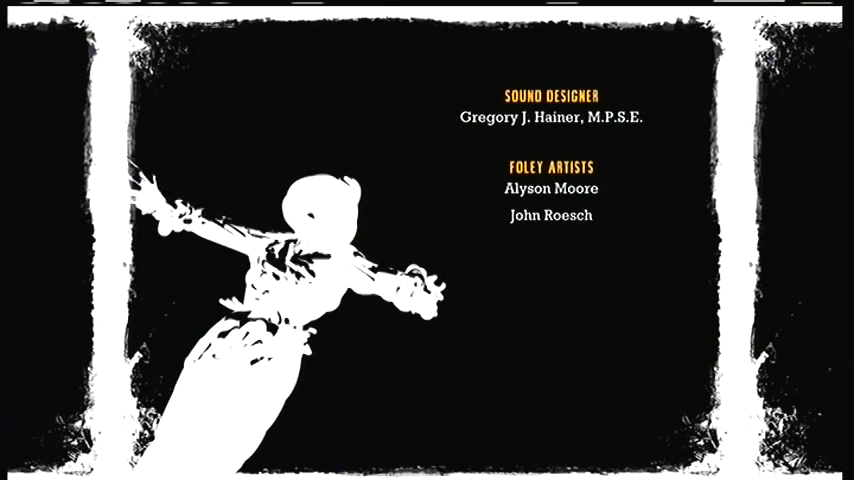 SOUND DESIGNER
Gregory J. Hainer, M.P.S.E.
FOLEY ARTISTS
Alyson Moore
John Roesch